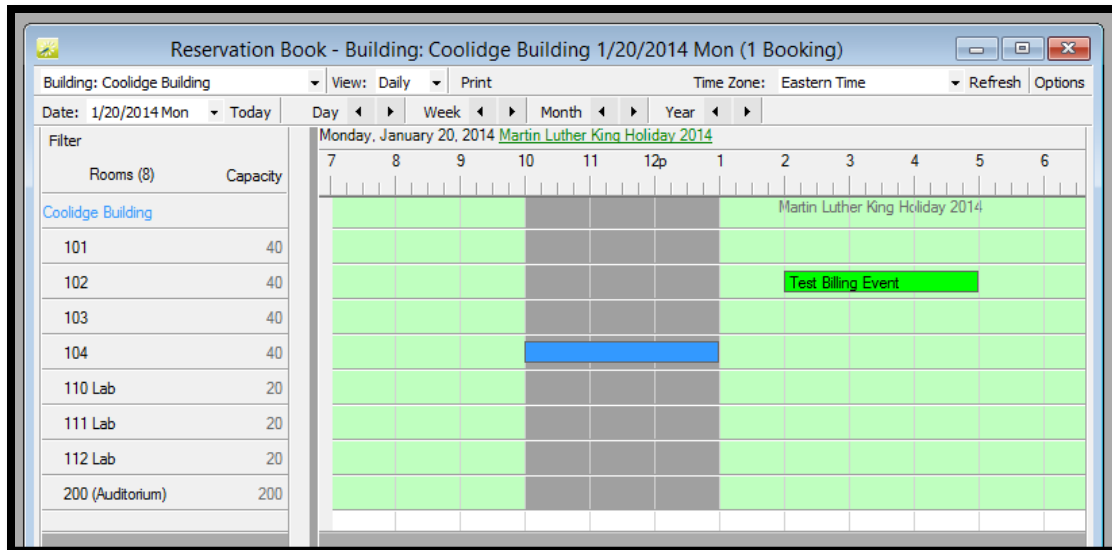 Reservation Book - Building: Coolidge Building 1/20/2014 Mon (1 Booking)
Building: Coolidge Building View: Daily Print Time Zone: Eastern Time Refresh Options
Date: 1/20/2014 Mon Today Day Week Month Year
Filter
Monday, January 20, 2014 Martin Luther King Holiday 2014
Rooms (8) Capacity
7 8 9 10 11 12p 1 2 3 4 5 6
Coolidge Building Martin Luther King Holiday 2014
101 40
102 40 Test Billing Event
103 40
104 40
110 Lab 20
111 Lab 20
112 Lab 20
200 (Auditorium) 200